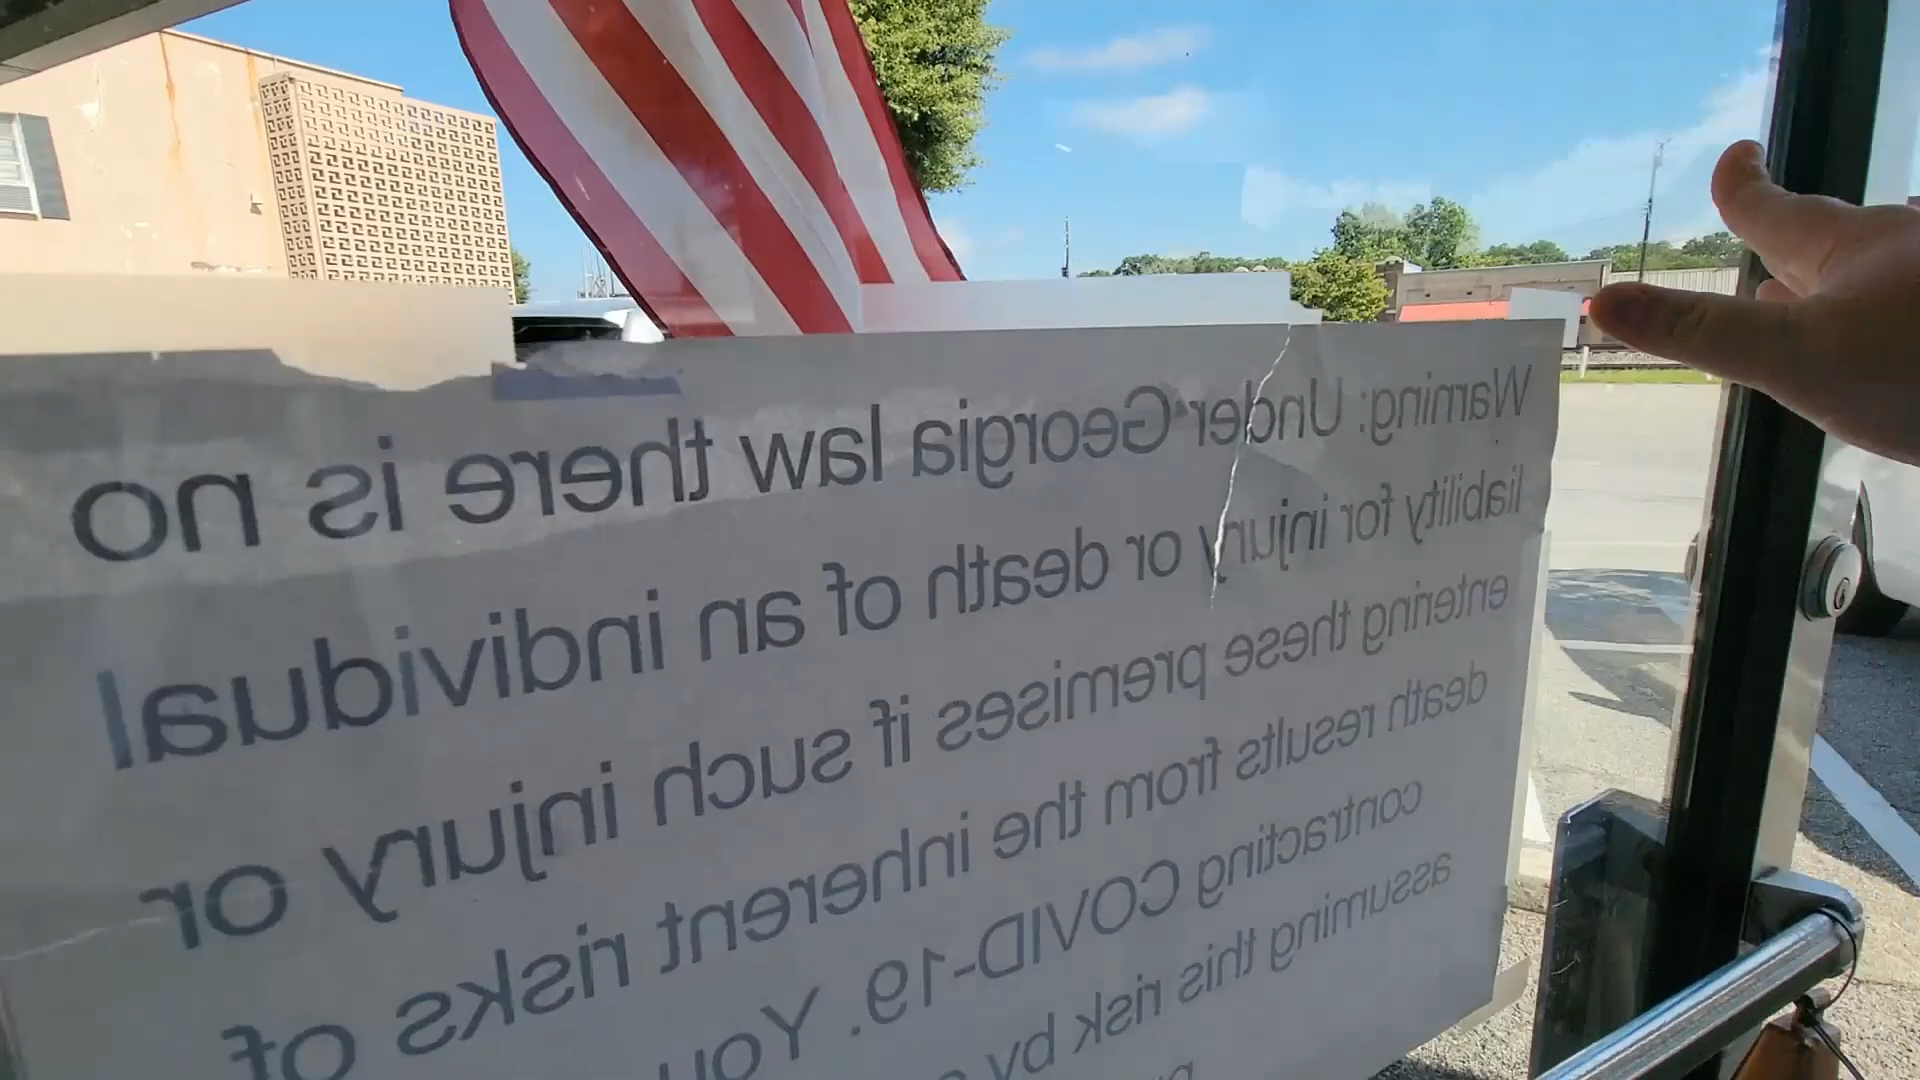 Warning: Under Georgia law there is no
liability for injury or death of an individual
entering these premises if such injury or
death results from the inherent risks of
contracting COVID-19. You
assuming this risk by